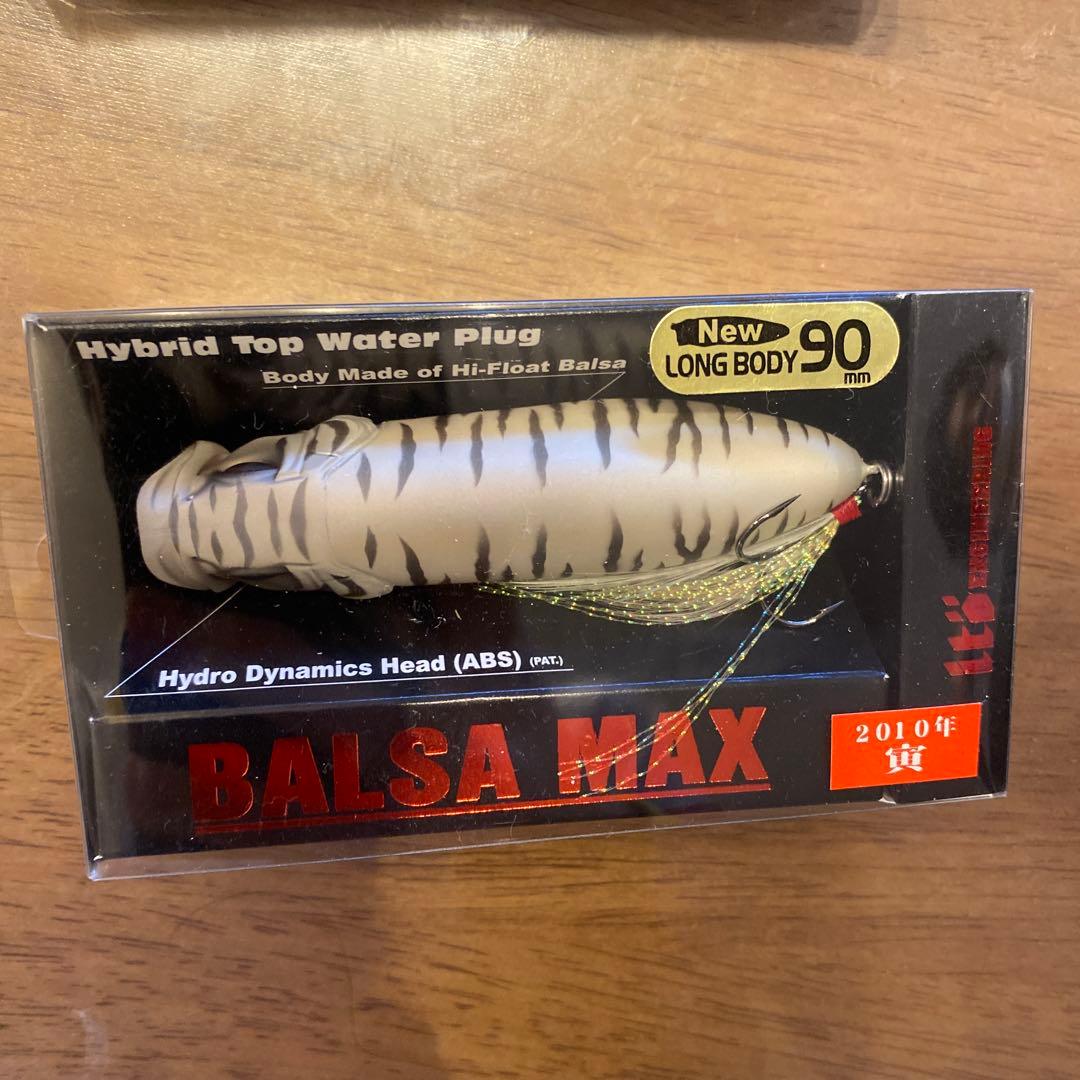 Hybrid Top Water Plug
Body Made of Hi-Float Balsa
New
LONG BODY 90
mm
Hydro Dynamics Head (ABS) (PAT.)
BALSA MAX
2010年
寅
ENGINEERING